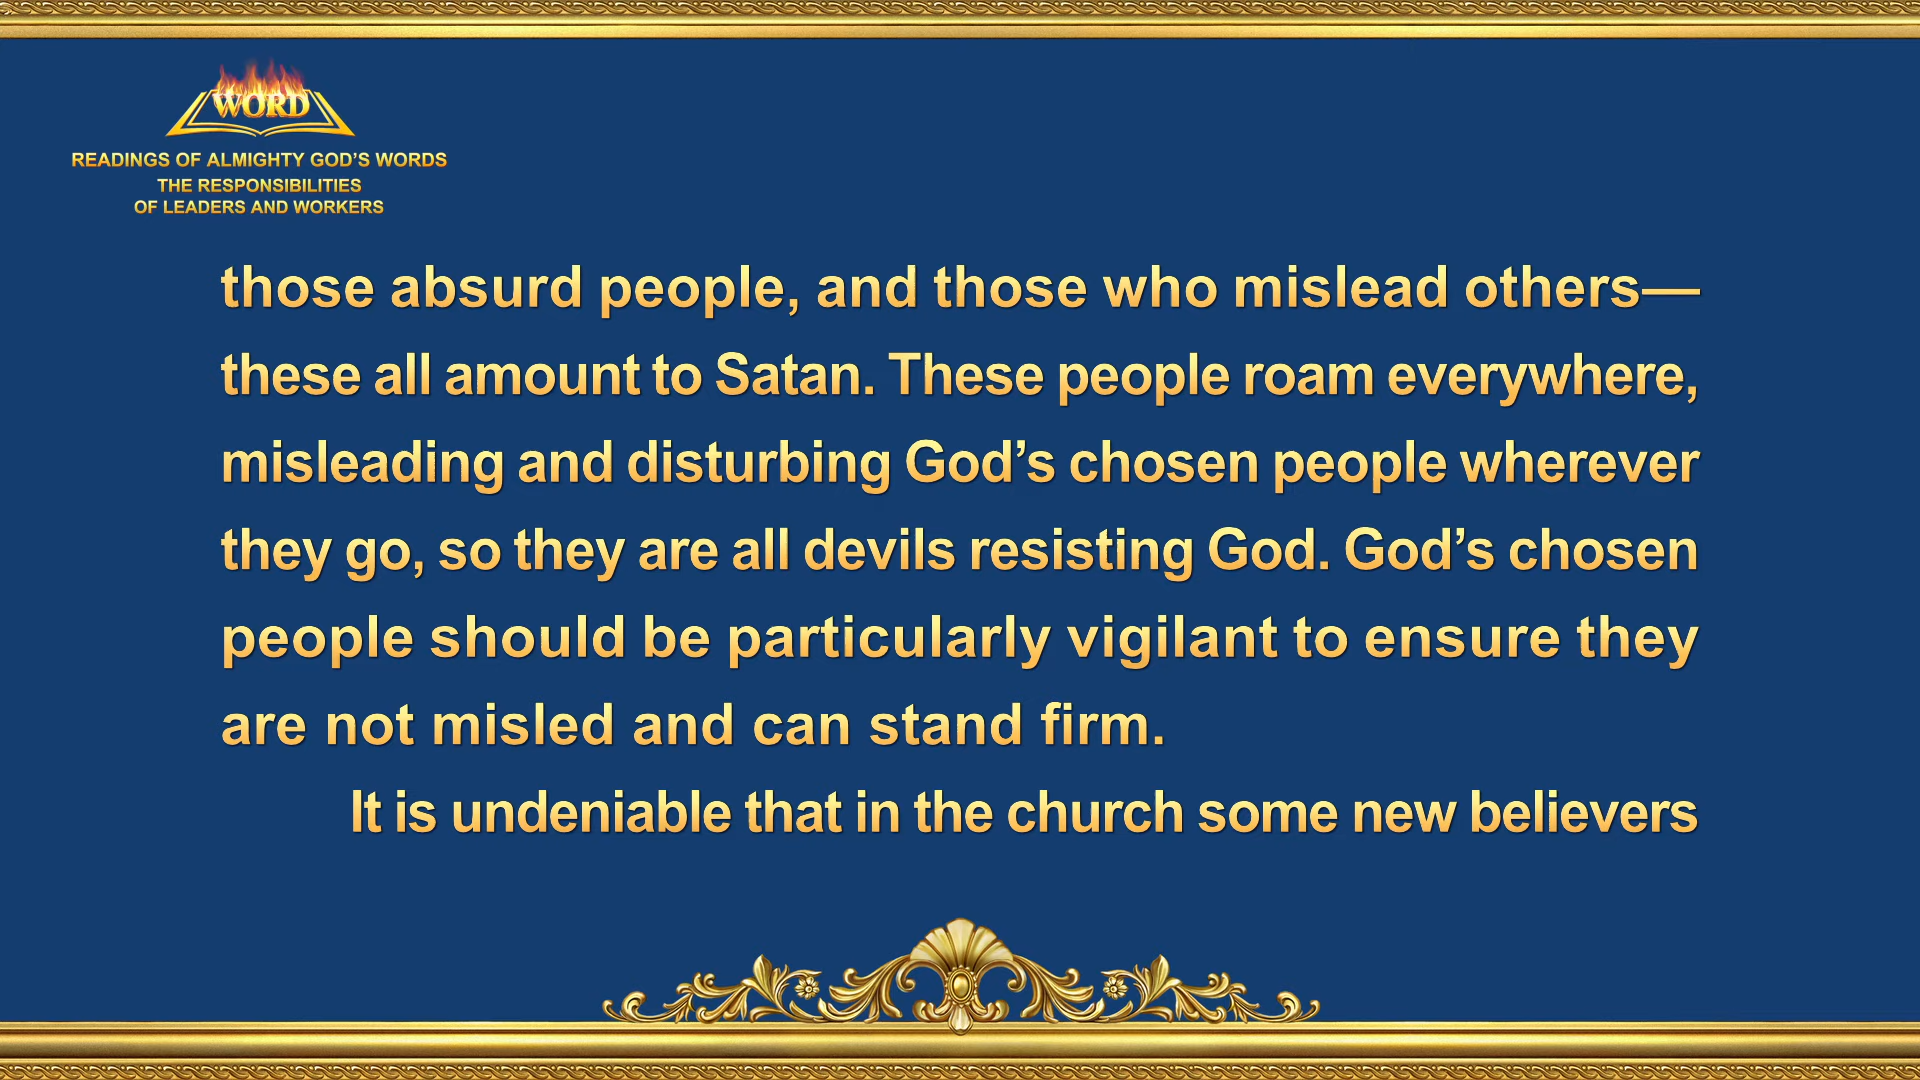 WORD
READINGS OF ALMIGHTY GOD’S WORDS
THE RESPONSIBILITIES
OF LEADERS AND WORKERS
those absurd people, and those who mislead others—
these all amount to Satan. These people roam everywhere,
misleading and disturbing God’s chosen people wherever
they go, so they are all devils resisting God. God’s chosen
people should be particularly vigilant to ensure they
are not misled and can stand firm.
It is undeniable that in the church some new believers